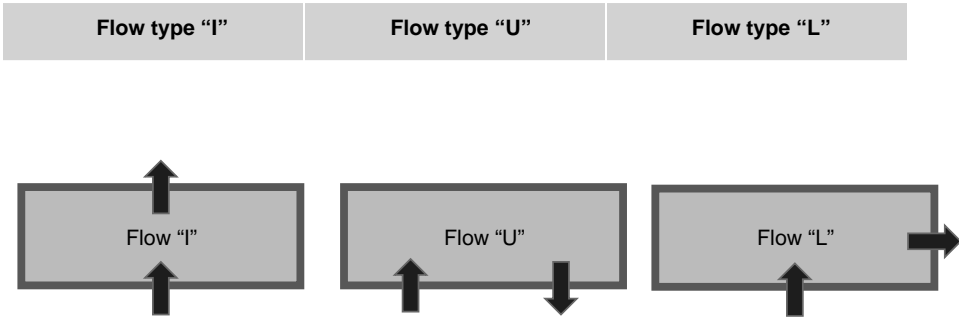 Flow type “I”
Flow type “U”
Flow type “L”
Flow “I”
Flow “U”
Flow “L”